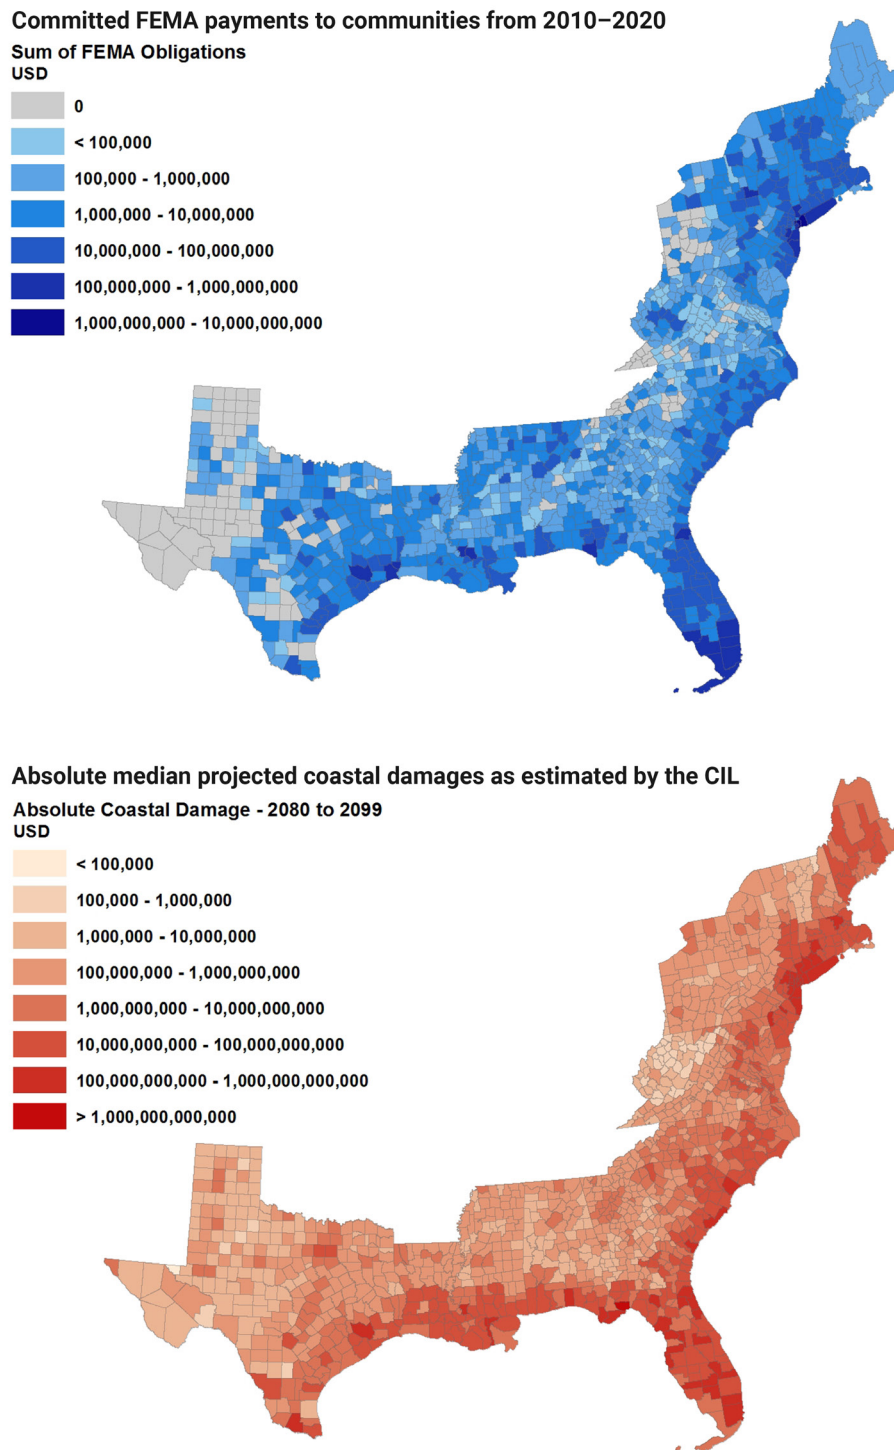 Committed FEMA payments to communities from 2010–2020
Sum of FEMA Obligations
USD
0
< 100,000
100,000 - 1,000,000
1,000,000 - 10,000,000
10,000,000 - 100,000,000
100,000,000 - 1,000,000,000
1,000,000,000 - 10,000,000,000
Absolute median projected coastal damages as estimated by the CIL
Absolute Coastal Damage - 2080 to 2099
USD
< 100,000
100,000 - 1,000,000
1,000,000 - 10,000,000
100,000,000 - 1,000,000,000
1,000,000,000 - 10,000,000,000
10,000,000,000 - 100,000,000,000
100,000,000,000 - 1,000,000,000,000
> 1,000,000,000,000